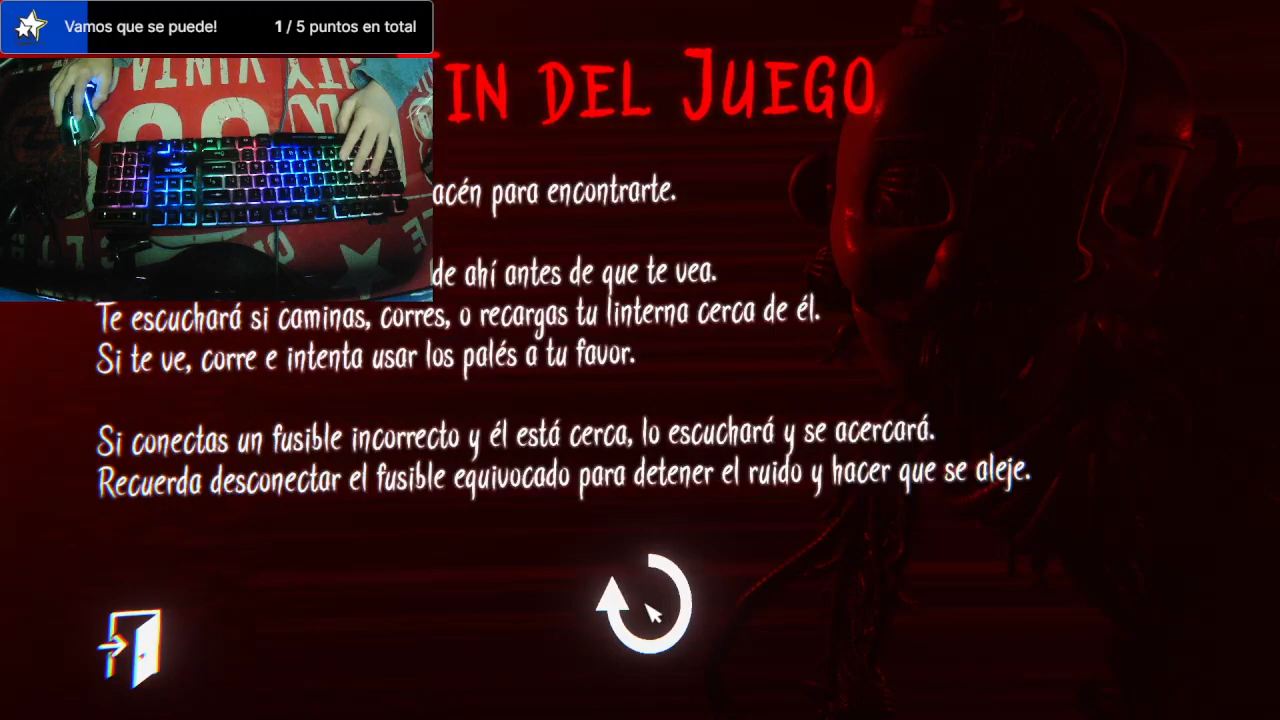 Vamos que se puede!
1 / 5 puntos en total
Fin del Juego
acén para encontrarte.
de ahí antes de que te vea.
Te escuchará si caminas, corres, o recargas tu linterna cerca de él.
Si te ve, corre e intenta usar los palés a tu favor.
Si conectas un fusible incorrecto y él está cerca, lo escuchará y se acercará.
Recuerda desconectar el fusible equivocado para detener el ruido y hacer que se aleje.